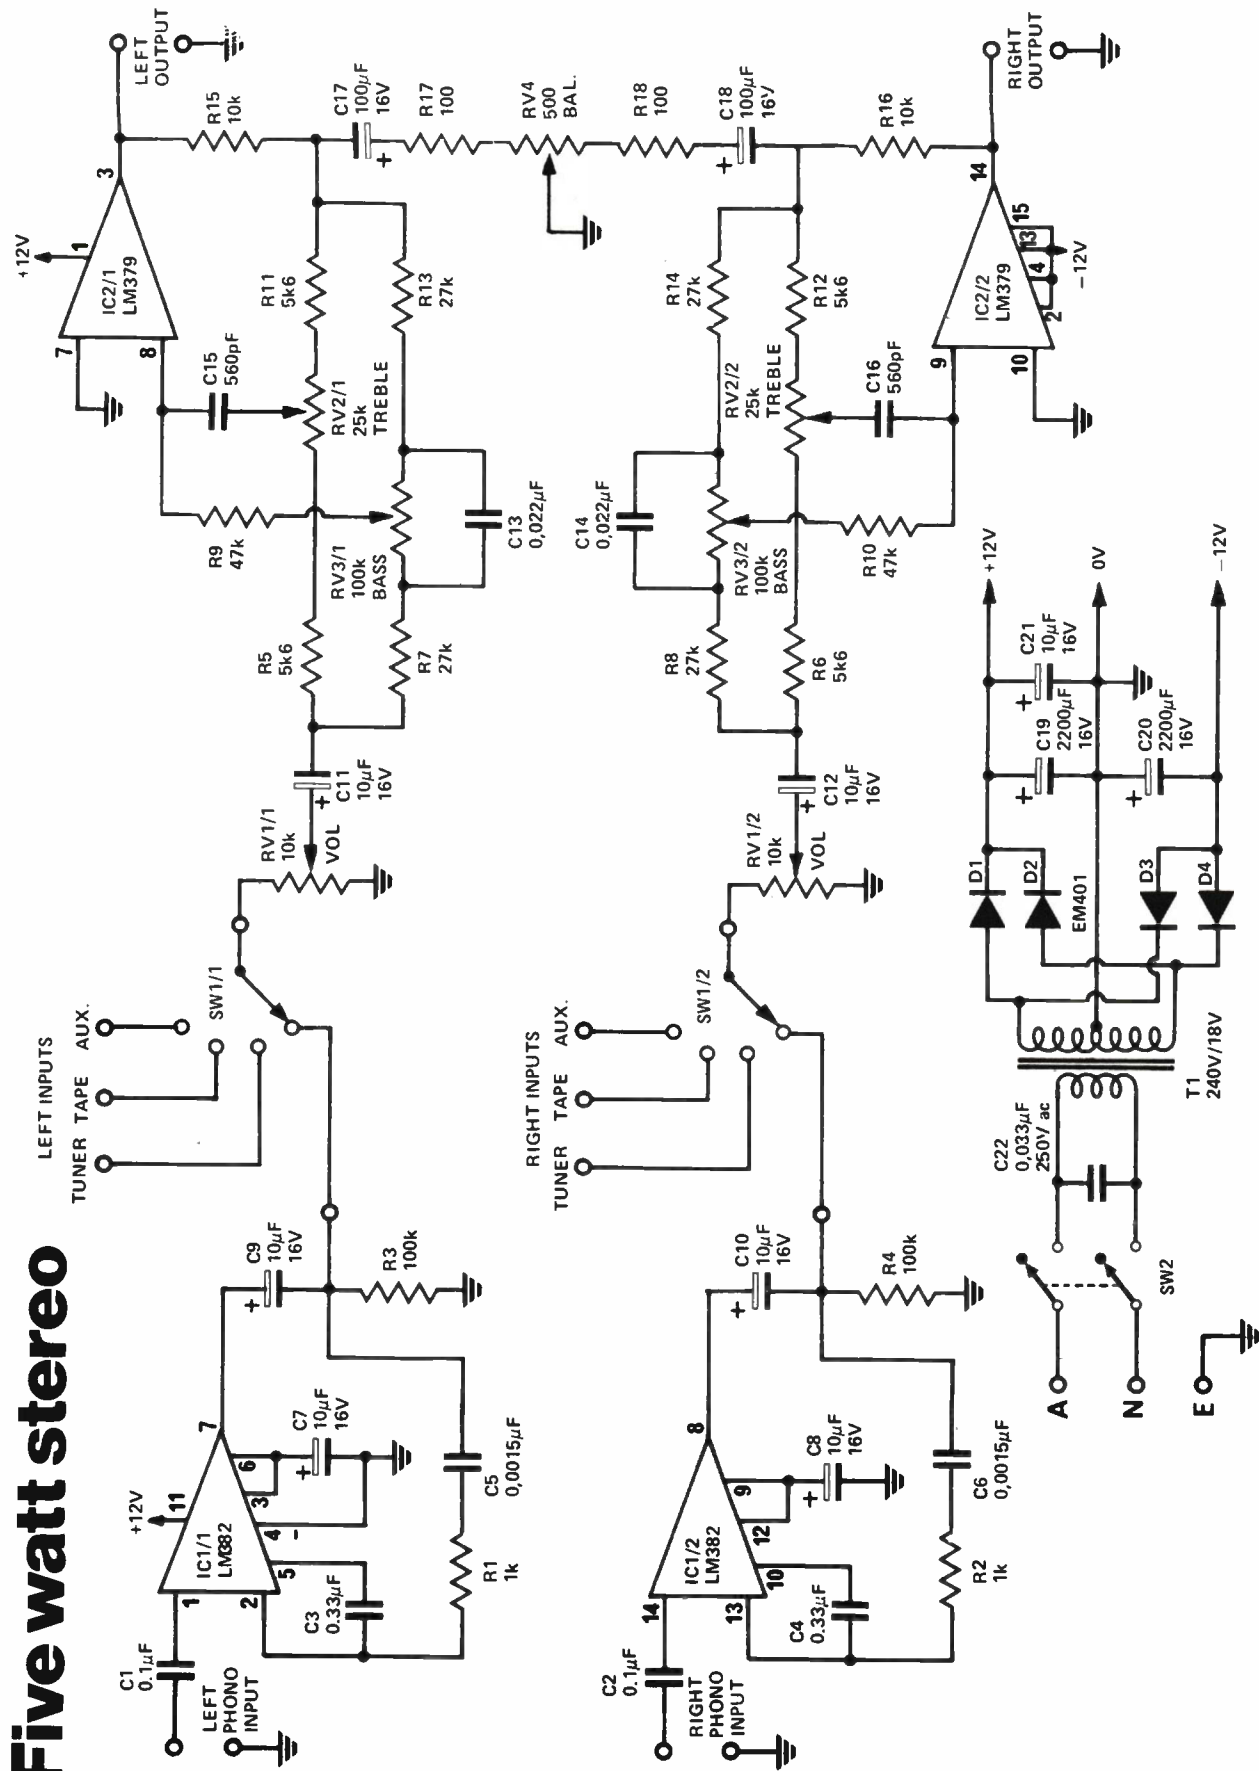 Five watt stereo
LEFT INPUTS
TUNER TAPE AUX.
SW1/1
C1
0.1µF
LEFT
PHONO
INPUT
1
2
+12V
11
IC1/1
LM382
7
6
3
4
-
5
C3
0.33µF
R1
1k
C5
0,0015µF
C7
10µF
16V
+
C9
10µF
16V
+
R3
100k
RV1/1
10k
VOL
C11
10µF
16V
+
R5
5k6
R7
27k
R9
47k
RV3/1
100k
BASS
C13
0,022µF
RV2/1
25k
TREBLE
C15
560pF
R11
5k6
R13
27k
7
8
+12V
1
IC2/1
LM379
3
LEFT
OUTPUT
R15
10k
C17
100µF
16V
+
R17
100
RV4
500
BAL.
R18
100
C18
100µF
16V
+
R16
10k
RIGHT INPUTS
TUNER TAPE AUX
SW1/2
C2
0.1µF
RIGHT
PHONO
INPUT
14
13
IC1/2
LM382
8
9
12
10
C4
0.33µF
R2
1k
C6
0,0015µF
C8
10µF
16V
+
C10
10µF
16V
+
R4
100k
RV1/2
10k
VOL
C12
10µF
16V
+
R8
27k
R6
5k6
C14
0,022µF
RV3/2
100k
BASS
R10
47k
RV2/2
25k
TREBLE
C16
560pF
R14
27k
R12
5k6
9
10
IC2/2
LM379
14
15
13
4
2
-12V
RIGHT
OUTPUT
A
N
E
SW2
C22
0,033µF
250V ac
T1
240V/18V
D1
D2
EM401
D3
D4
C19
2200µF
16V
+
C20
2200µF
16V
+
C21
10µF
16V
+
+12V
0V
-12V